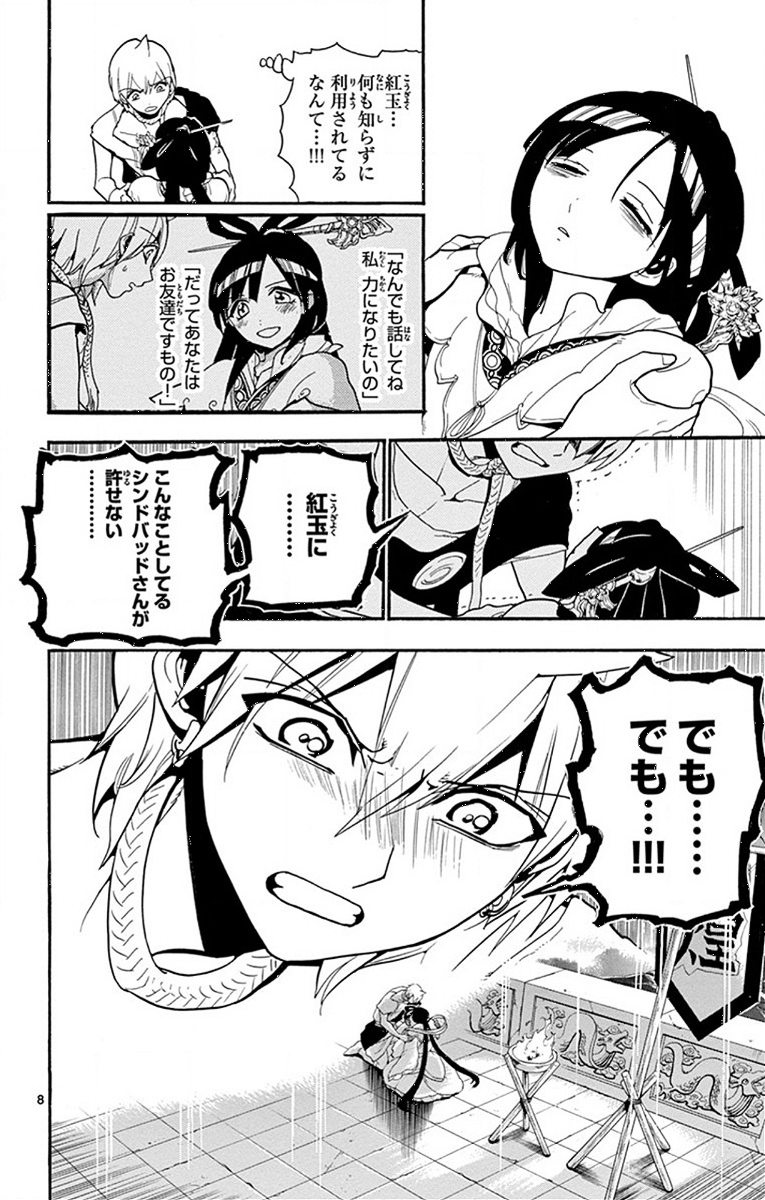 紅玉…
何も知らずに
利用されてる
なんて…!!!
「なんでも話してね
私 力になりたいの」
「だってあなたは
お友達ですもの！」
紅玉に
………
こんなことしてる
シンドバッドさんが
許せない
…………
でも……
でも…!!!
8